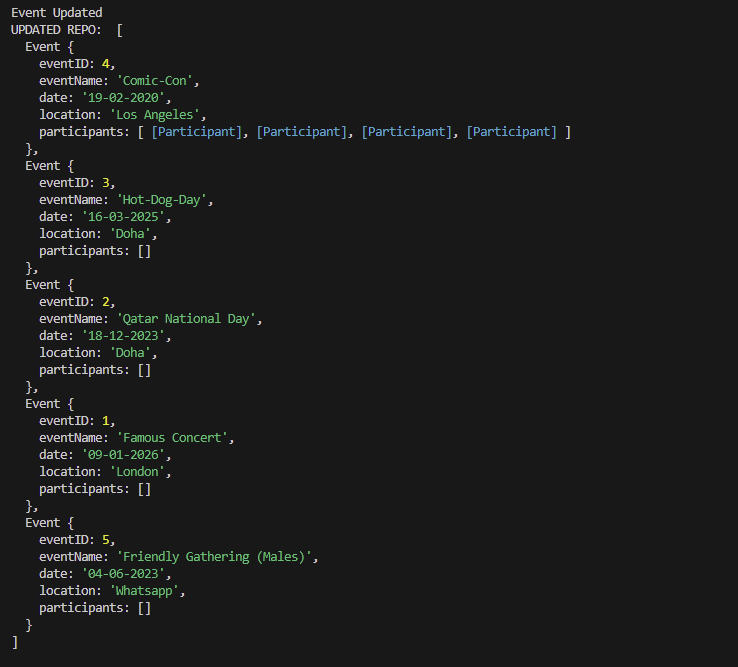 Event Updated
UPDATED REPO:  [
  Event {
    eventID: 4,
    eventName: 'Comic-Con',
    date: '19-02-2020',
    location: 'Los Angeles',
    participants: [ [Participant], [Participant], [Participant], [Participant] ]
  },
  Event {
    eventID: 3,
    eventName: 'Hot-Dog-Day',
    date: '16-03-2025',
    location: 'Doha',
    participants: []
  },
  Event {
    eventID: 2,
    eventName: 'Qatar National Day',
    date: '18-12-2023',
    location: 'Doha',
    participants: []
  },
  Event {
    eventID: 1,
    eventName: 'Famous Concert',
    date: '09-01-2026',
    location: 'London',
    participants: []
  },
  Event {
    eventID: 5,
    eventName: 'Friendly Gathering (Males)',
    date: '04-06-2023',
    location: 'Whatsapp',
    participants: []
  }
]